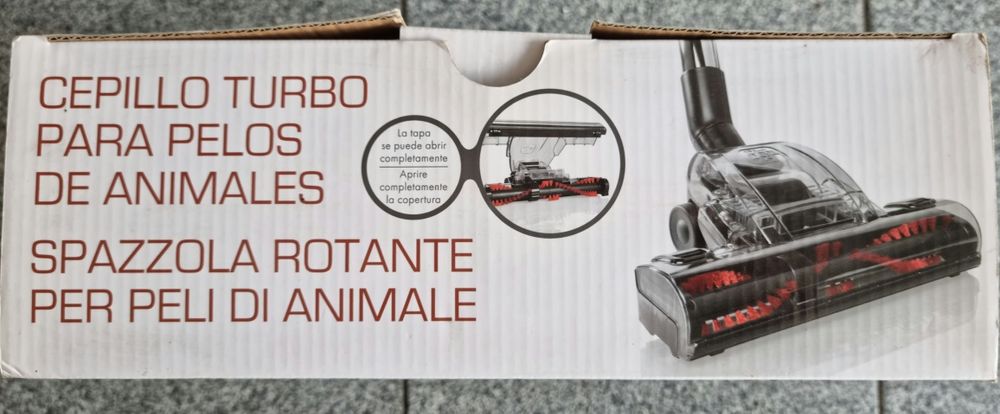 CEPILLO TURBO
PARA PELOS
DE ANIMALES
SPAZZOLA ROTANTE
PER PELI DI ANIMALE
La tapa
se puede abrir
completamente
Aprire
completamente
la copertura